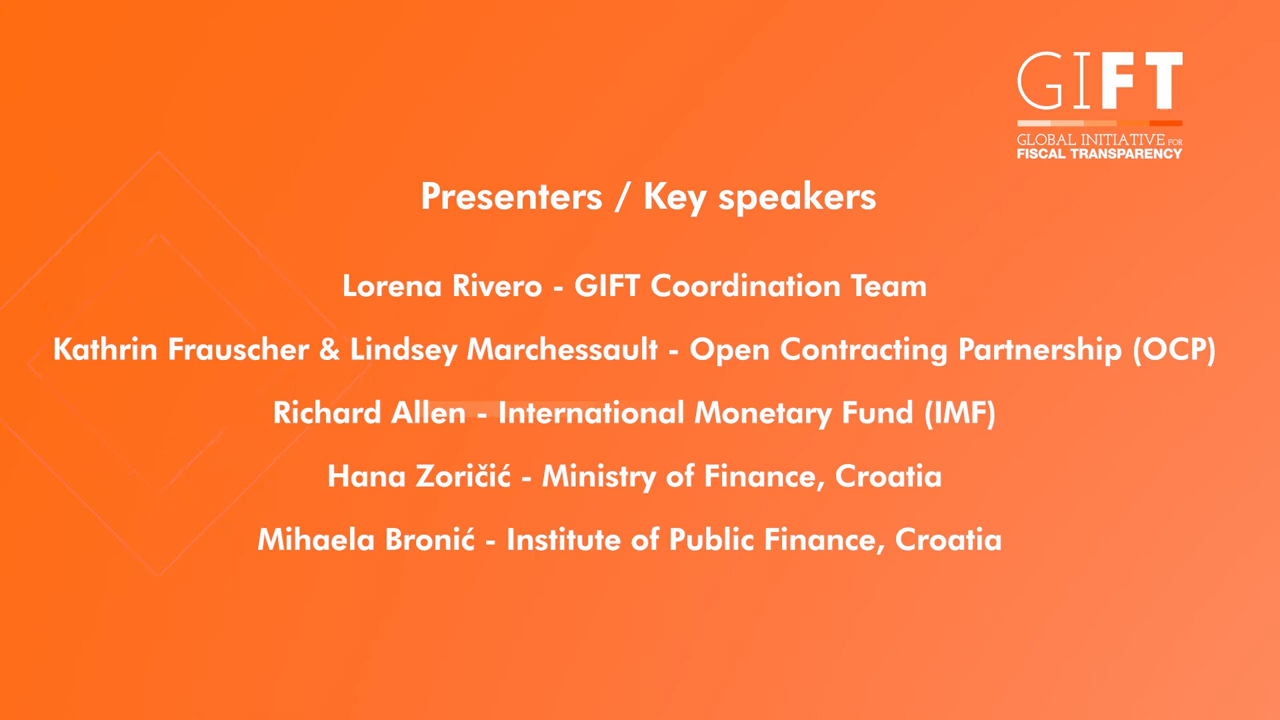 GIFT
GLOBAL INITIATIVE FOR
FISCAL TRANSPARENCY
Presenters / Key speakers
Lorena Rivero - GIFT Coordination Team
Kathrin Frauscher & Lindsey Marchessault - Open Contracting Partnership (OCP)
Richard Allen - International Monetary Fund (IMF)
Hana Zoričić - Ministry of Finance, Croatia
Mihaela Bronić - Institute of Public Finance, Croatia